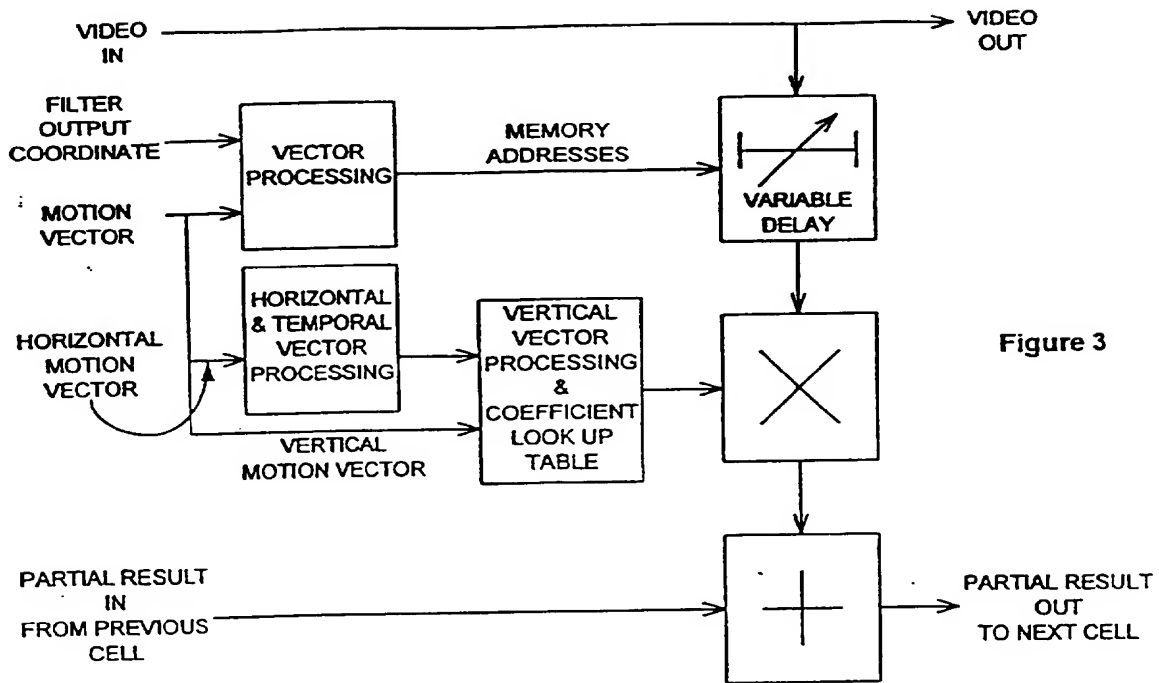 VIDEO
IN
VIDEO
OUT
FILTER
OUTPUT
COORDINATE
VECTOR
PROCESSING
MEMORY
ADDRESSES
VARIABLE
DELAY
MOTION
VECTOR
HORIZONTAL
MOTION
VECTOR
HORIZONTAL
& TEMPORAL
VECTOR
PROCESSING
VERTICAL
VECTOR
PROCESSING
&
COEFFICIENT
LOOK UP
TABLE
VERTICAL
MOTION VECTOR
Figure 3
PARTIAL RESULT
IN
FROM PREVIOUS
CELL
PARTIAL RESULT
OUT
TO NEXT CELL